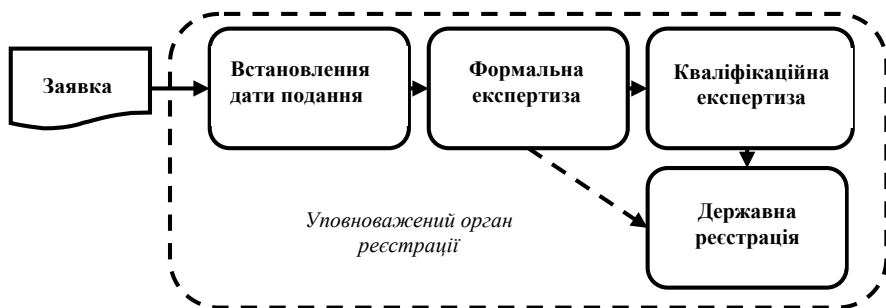 Заявка
Встановлення
дати подання
Формальна
експертиза
Кваліфікаційна
експертиза
Уповноважений орган
реєстрації
Державна
реєстрація